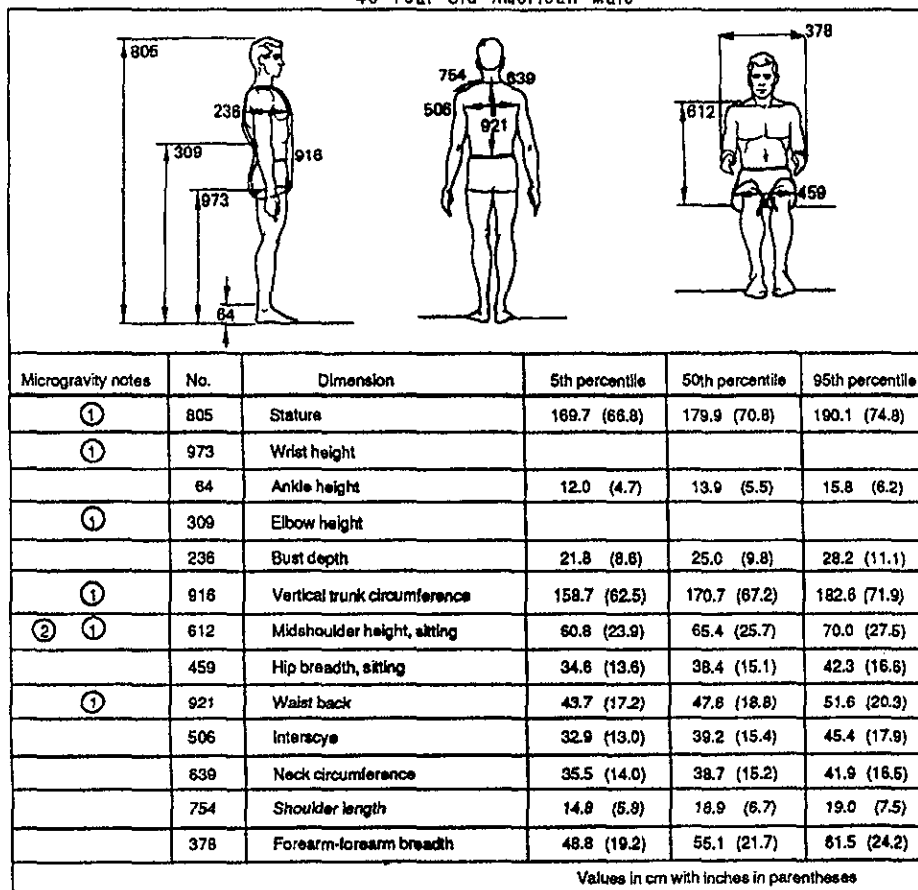 805
236
309
916
973
64
754
639
506
921
378
612
459
Microgravity notes No. Dimension 5th percentile 50th percentile 95th percentile
① 805 Stature 169.7 (66.8) 179.9 (70.8) 190.1 (74.8)
① 973 Wrist height
64 Ankle height 12.0 (4.7) 13.9 (5.5) 15.8 (6.2)
① 309 Elbow height
236 Bust depth 21.8 (8.6) 25.0 (9.8) 28.2 (11.1)
① 916 Vertical trunk circumference 158.7 (62.5) 170.7 (67.2) 182.6 (71.9)
② ① 612 Midshoulder height, sitting 60.8 (23.9) 65.4 (25.7) 70.0 (27.5)
459 Hip breadth, sitting 34.6 (13.6) 38.4 (15.1) 42.3 (16.6)
① 921 Waist back 43.7 (17.2) 47.6 (18.8) 51.6 (20.3)
506 Interscye 32.9 (13.0) 39.2 (15.4) 45.4 (17.9)
639 Neck circumference 35.5 (14.0) 38.7 (15.2) 41.9 (16.5)
754 Shoulder length 14.8 (5.8) 16.9 (6.7) 19.0 (7.5)
378 Forearm-forearm breadth 48.8 (19.2) 55.1 (21.7) 61.5 (24.2)
Values in cm with inches in parentheses